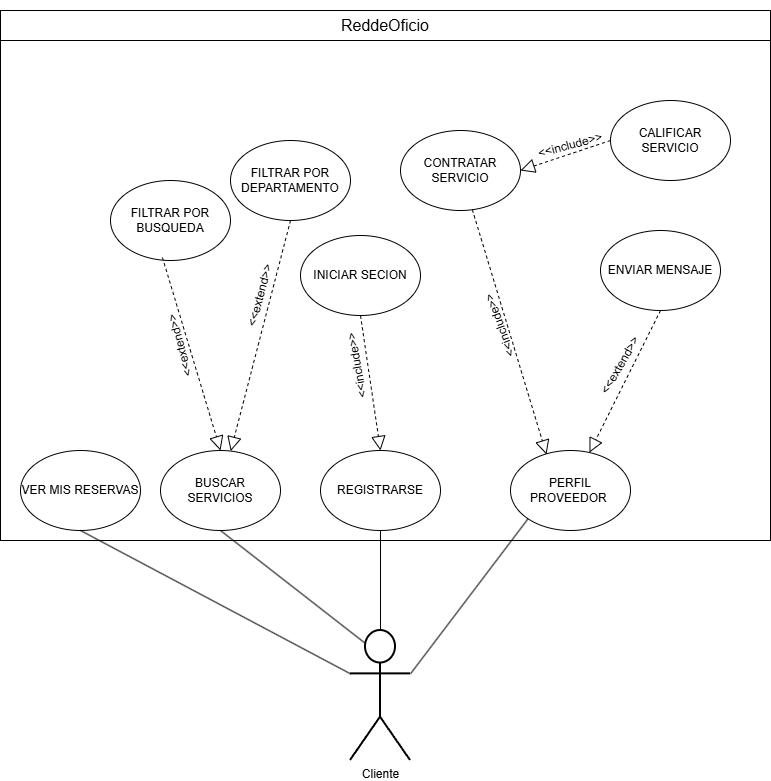 ReddeOficio
CALIFICAR
SERVICIO
<<include>>
CONTRATAR
SERVICIO
FILTRAR POR
DEPARTAMENTO
FILTRAR POR
BUSQUEDA
INICIAR SECION
ENVIAR MENSAJE
<<extend>>
<<extend>>
<<include>>
<<include>>
<<extend>>
VER MIS RESERVAS
BUSCAR
SERVICIOS
REGISTRARSE
PERFIL
PROVEEDOR
Cliente